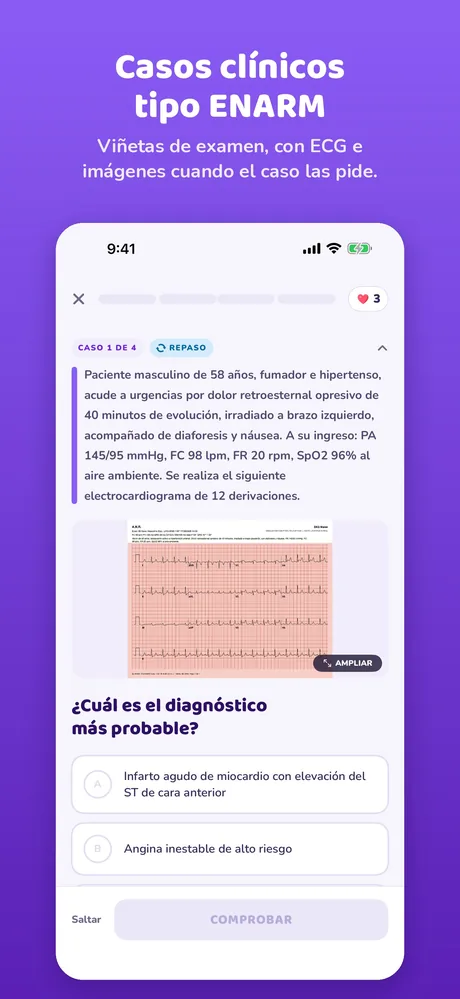 Casos clínicos
tipo ENARM
Viñetas de examen, con ECG e
imágenes cuando el caso las pide.
9:41
3
CASO 1 DE 4
REPASO
Paciente masculino de 58 años, fumador e hipertenso,
acude a urgencias por dolor retroesternal opresivo de
40 minutos de evolución, irradiado a brazo izquierdo,
acompañado de diaforesis y náusea. A su ingreso: PA
145/95 mmHg, FC 98 lpm, FR 20 rpm, SpO2 96% al
aire ambiente. Se realiza el siguiente
electrocardiograma de 12 derivaciones.
AMPLIAR
¿Cuál es el diagnóstico
más probable?
A
Infarto agudo de miocardio con elevación del
ST de cara anterior
B
Angina inestable de alto riesgo
Saltar
COMPROBAR